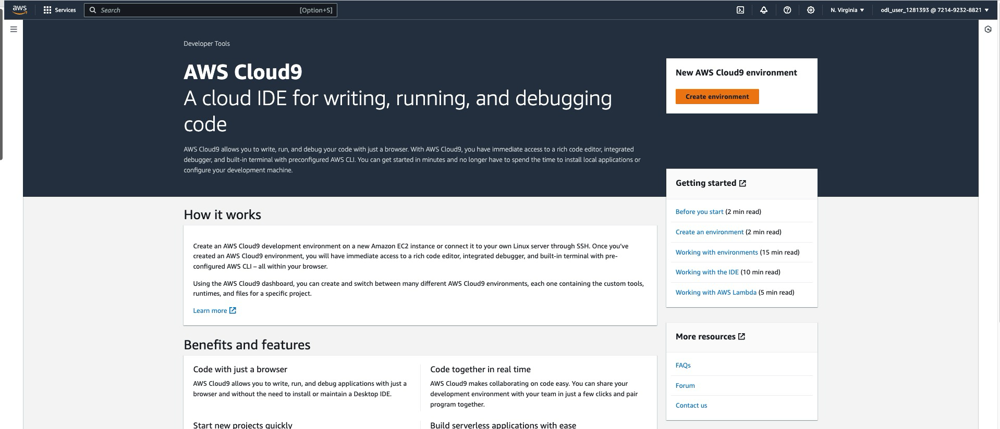 aws
Services
Search
[Option+S]
N. Virginia
odl_user_1281393 @ 7214-9232-8821
Developer Tools
AWS Cloud9
A cloud IDE for writing, running, and debugging
code
AWS Cloud9 allows you to write, run, and debug your code with just a browser. With AWS Cloud9, you have immediate access to a rich code editor, integrated
debugger, and built-in terminal with preconfigured AWS CLI. You can get started in minutes and no longer have to spend the time to install local applications or
configure your development machine.
New AWS Cloud9 environment
Create environment
How it works
Create an AWS Cloud9 development environment on a new Amazon EC2 instance or connect it to your own Linux server through SSH. Once you’ve
created an AWS Cloud9 environment, you will have immediate access to a rich code editor, integrated debugger, and built-in terminal with pre-
configured AWS CLI – all within your browser.
Using the AWS Cloud9 dashboard, you can create and switch between many different AWS Cloud9 environments, each one containing the custom tools,
runtimes, and files for a specific project.
Learn more
Getting started
Before you start (2 min read)
Create an environment (2 min read)
Working with environments (15 min read)
Working with the IDE (10 min read)
Working with AWS Lambda (5 min read)
Benefits and features
Code with just a browser
AWS Cloud9 allows you to write, run, and debug applications with just a
browser and without the need to install or maintain a Desktop IDE.
Code together in real time
AWS Cloud9 makes collaborating on code easy. You can share your
development environment with your team in just a few clicks and pair
program together.
Start new projects quickly
Build serverless applications with ease
More resources
FAQs
Forum
Contact us